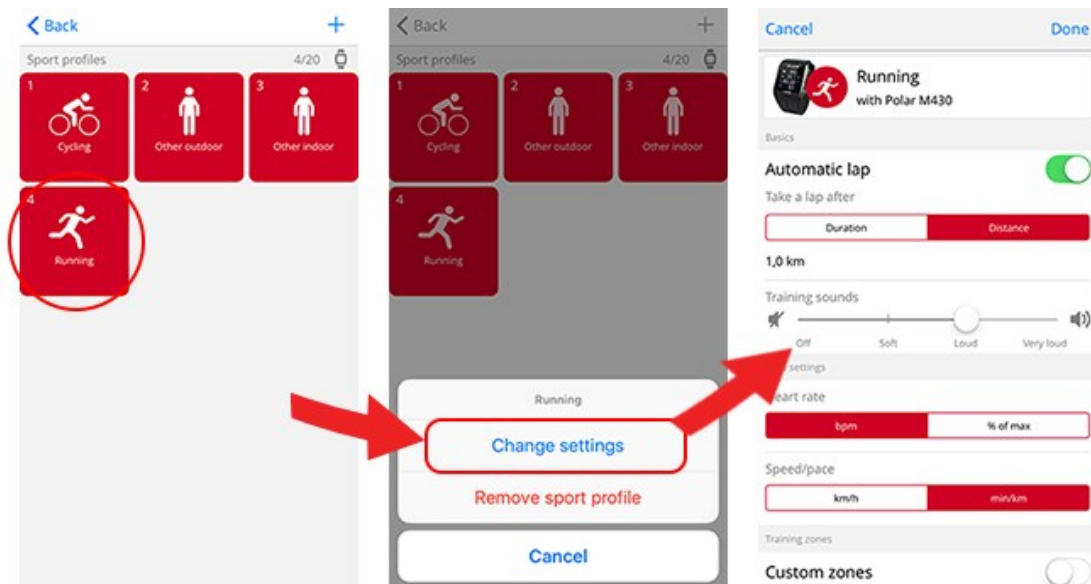 Back
Sport profiles 4/20
1
Cycling
2
Other outdoor
3
Other indoor
4
Running
Back
Sport profiles 4/20
1
Cycling
2
Other outdoor
3
Other indoor
4
Running
Running
Change settings
Remove sport profile
Cancel
Cancel Done
Running
with Polar M430
Basics
Automatic lap
Take a lap after
Duration Distance
1,0 km
Training sounds
Off Soft Loud Very loud
settings
eart rate
bpm % of max
Speed/pace
km/h min/km
Training zones
Custom zones